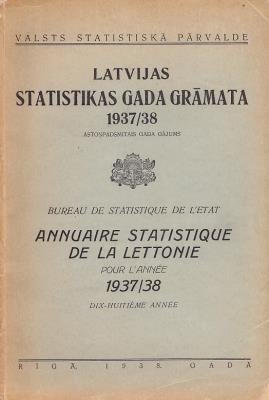 VALSTS STATISTISKĀ PĀRVALDE
LATVIJAS
STATISTIKAS GADA GRĀMATA
1937/38
ASTOŅPADSMITAIS GADA GĀJUMS
BUREAU DE STATISTIQUE DE L'ETAT
ANNUAIRE STATISTIQUE
DE LA LETTONIE
POUR L'ANNÉE
1937/38
DIX-HUITIÈME ANNÉE
RĪGĀ, 1938. GADĀ